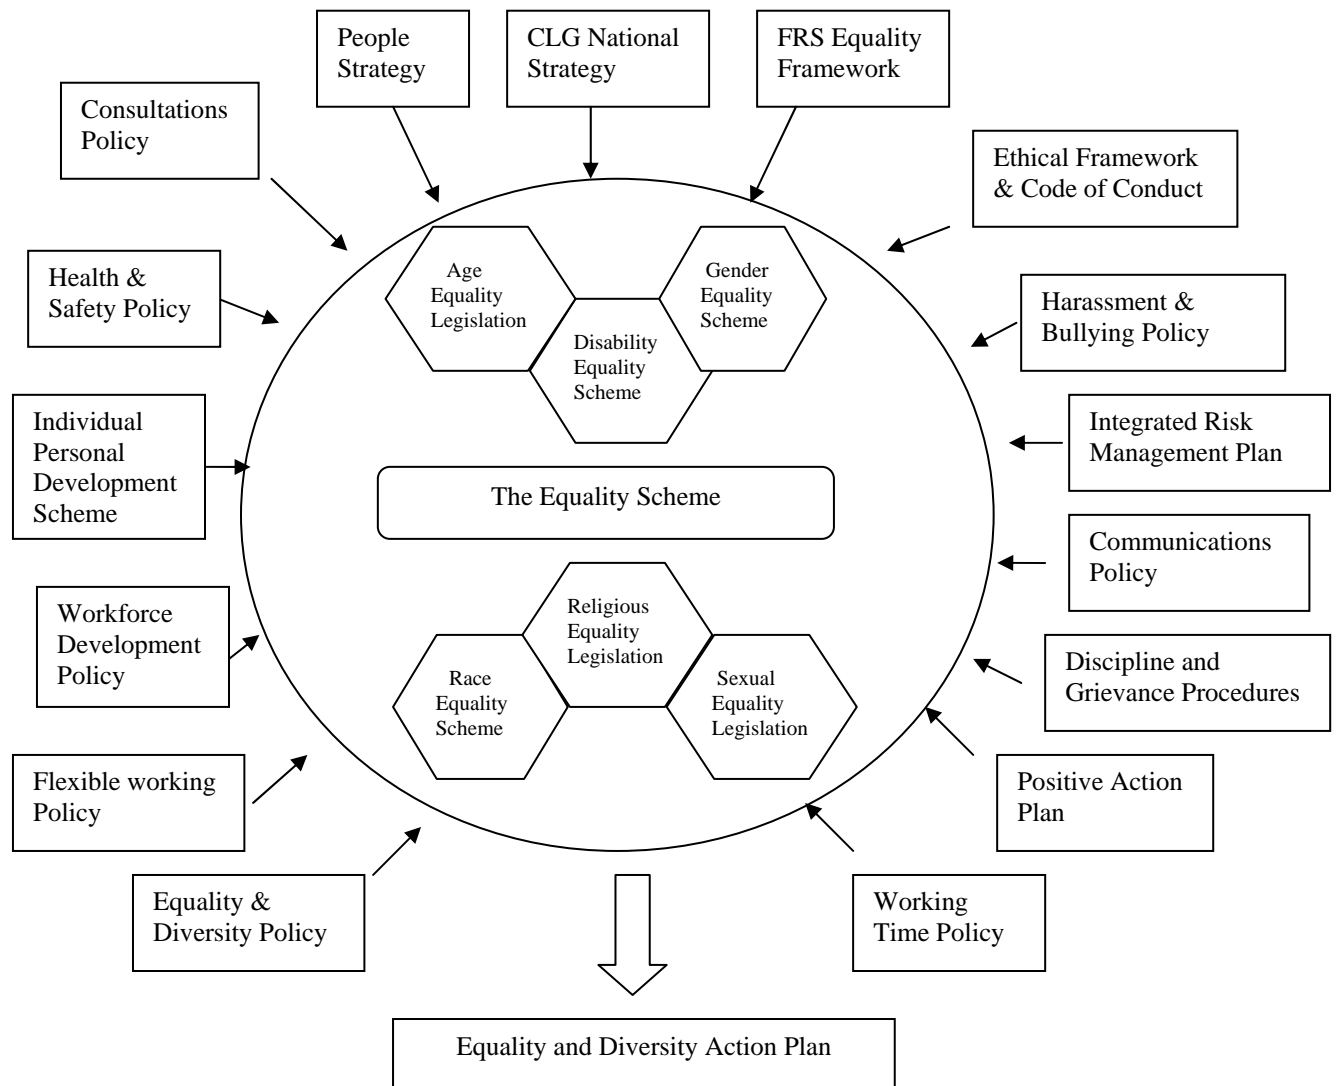 People
Strategy
CLG National
Strategy
FRS Equality
Framework
Consultations
Policy
Ethical Framework
& Code of Conduct
Health &
Safety Policy
Age
Equality
Legislation
Gender
Equality
Scheme
Disability
Equality
Scheme
Harassment &
Bullying Policy
Individual
Personal
Development
Scheme
Integrated Risk
Management Plan
The Equality Scheme
Communications
Policy
Workforce
Development
Policy
Religious
Equality
Legislation
Race
Equality
Scheme
Sexual
Equality
Legislation
Discipline and
Grievance Procedures
Flexible working
Policy
Positive Action
Plan
Equality &
Diversity Policy
Working
Time Policy
Equality and Diversity Action Plan